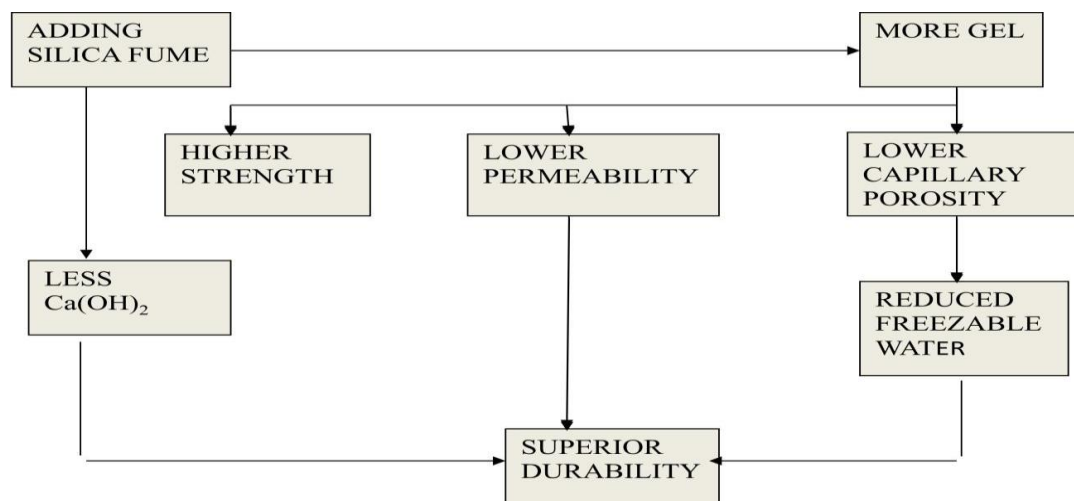 ADDING
SILICA FUME
MORE GEL
HIGHER
STRENGTH
LOWER
PERMEABILITY
LOWER
CAPILLARY
POROSITY
LESS
Ca(OH)₂
REDUCED
FREEZABLE
WATER
SUPERIOR
DURABILITY